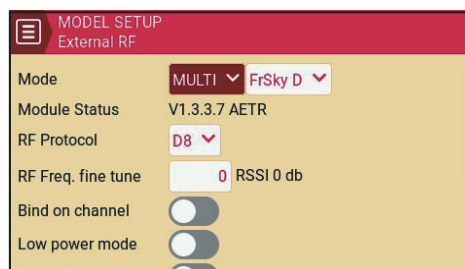 MODEL SETUP
External RF
Mode MULTI FrSky D
Module Status V1.3.3.7 AETR
RF Protocol D8
RF Freq. fine tune 0 RSSI 0 db
Bind on channel
Low power mode